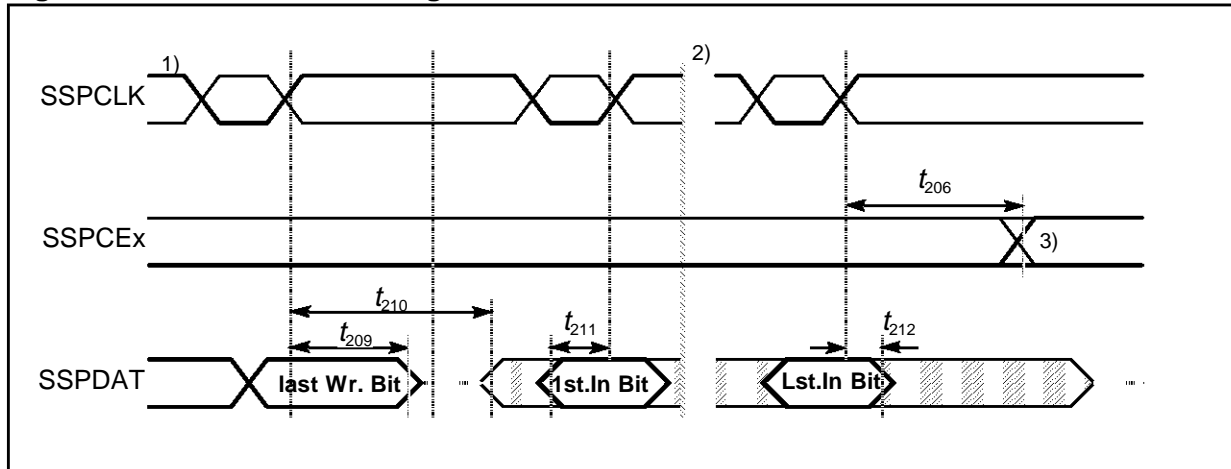 1)
2)
SSPCLK
t206
SSPCEx
3)
t210
t209
t211
t212
SSPDAT
last Wr. Bit
1st.In Bit
Lst.In Bit